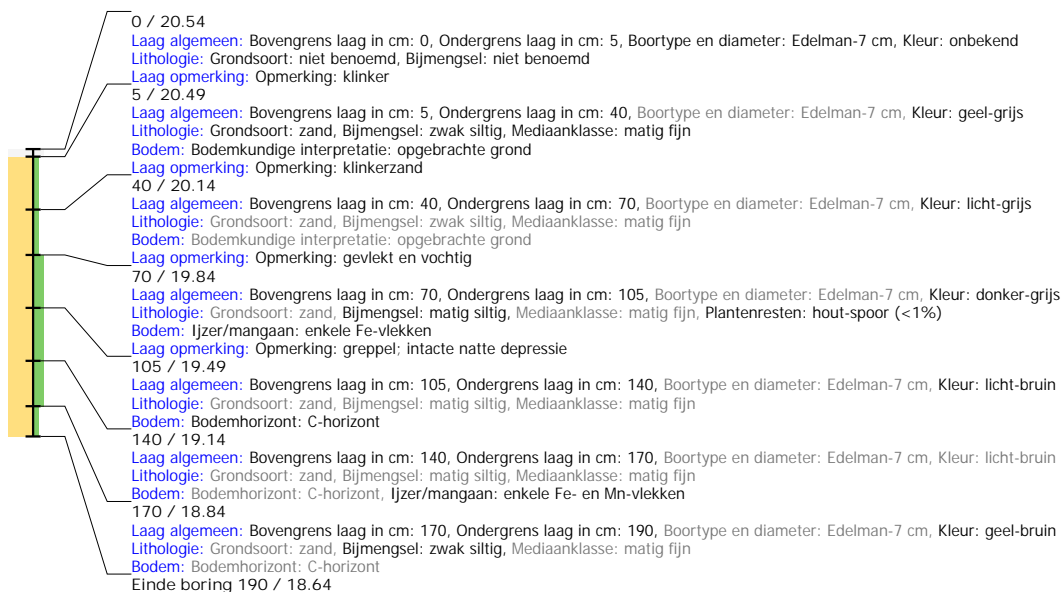 0 / 20.54
Laag algemeen: Bovengrens laag in cm: 0, Ondergrens laag in cm: 5, Boortype en diameter: Edelman-7 cm, Kleur: onbekend
Lithologie: Grondsoort: niet benoemd, Bijmengsel: niet benoemd
Laag opmerking: Opmerking: klinker
5 / 20.49
Laag algemeen: Bovengrens laag in cm: 5, Ondergrens laag in cm: 40, Boortype en diameter: Edelman-7 cm, Kleur: geel-grijs
Lithologie: Grondsoort: zand, Bijmengsel: zwak siltig, Mediaanklasse: matig fijn
Bodem: Bodemkundige interpretatie: opgebrachte grond
Laag opmerking: Opmerking: klinkerzand
40 / 20.14
Laag algemeen: Bovengrens laag in cm: 40, Ondergrens laag in cm: 70, Boortype en diameter: Edelman-7 cm, Kleur: licht-grijs
Lithologie: Grondsoort: zand, Bijmengsel: zwak siltig, Mediaanklasse: matig fijn
Bodem: Bodemkundige interpretatie: opgebrachte grond
Laag opmerking: Opmerking: gevlekt en vochtig
70 / 19.84
Laag algemeen: Bovengrens laag in cm: 70, Ondergrens laag in cm: 105, Boortype en diameter: Edelman-7 cm, Kleur: donker-grijs
Lithologie: Grondsoort: zand, Bijmengsel: matig siltig, Mediaanklasse: matig fijn, Plantenresten: hout-spoor (<1%)
Bodem: Ijzer/mangaan: enkele Fe-vlekken
Laag opmerking: Opmerking: greppel; intacte natte depressie
105 / 19.49
Laag algemeen: Bovengrens laag in cm: 105, Ondergrens laag in cm: 140, Boortype en diameter: Edelman-7 cm, Kleur: licht-bruin
Lithologie: Grondsoort: zand, Bijmengsel: matig siltig, Mediaanklasse: matig fijn
Bodem: Bodemhorizont: C-horizont
140 / 19.14
Laag algemeen: Bovengrens laag in cm: 140, Ondergrens laag in cm: 170, Boortype en diameter: Edelman-7 cm, Kleur: licht-bruin
Lithologie: Grondsoort: zand, Bijmengsel: matig siltig, Mediaanklasse: matig fijn
Bodem: Bodemhorizont: C-horizont, Ijzer/mangaan: enkele Fe- en Mn-vlekken
170 / 18.84
Laag algemeen: Bovengrens laag in cm: 170, Ondergrens laag in cm: 190, Boortype en diameter: Edelman-7 cm, Kleur: geel-bruin
Lithologie: Grondsoort: zand, Bijmengsel: zwak siltig, Mediaanklasse: matig fijn
Bodem: Bodemhorizont: C-horizont
Einde boring 190 / 18.64